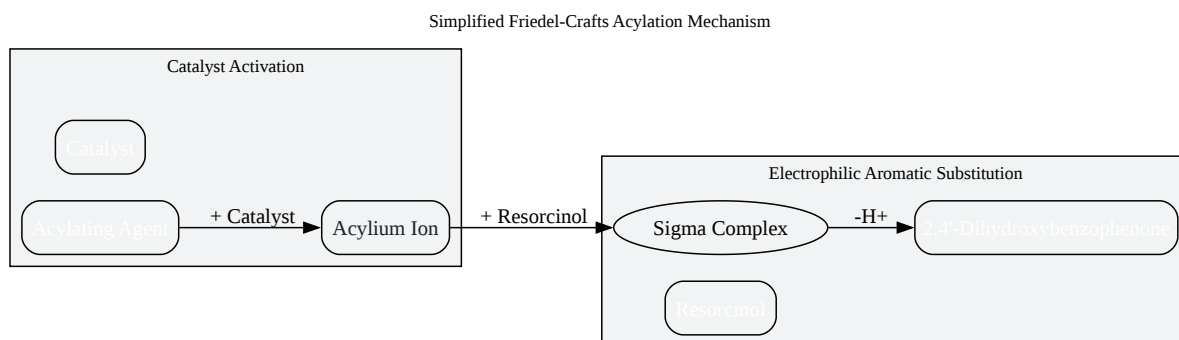 Simplified Friedel-Crafts Acylation Mechanism
Catalyst Activation
Catalyst
Electrophilic Aromatic Substitution
Acylating Agent
+ Catalyst
Acylium Ion
+ Resorcinol
Sigma Complex
-H+
2,4'-Dihydroxybenzophenone
Resorcinol